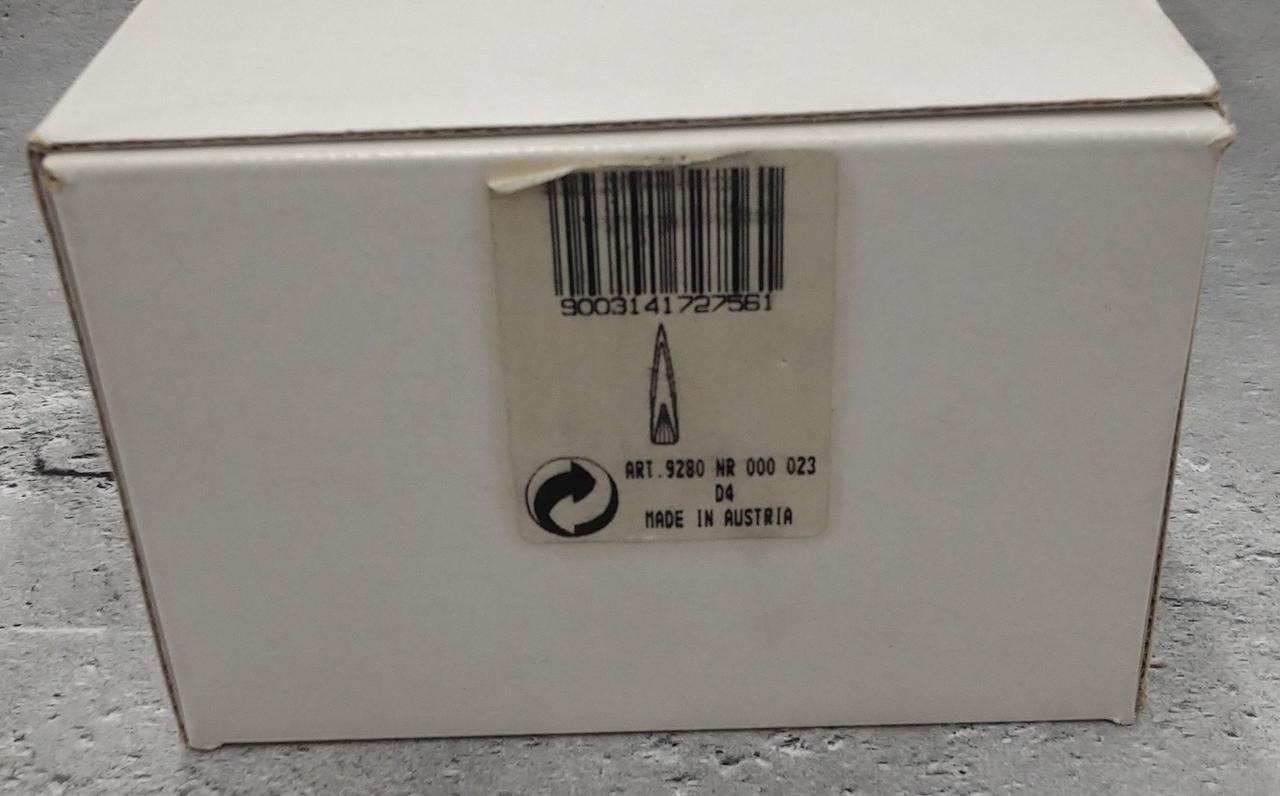 9003141727561
ART.9280 NR 000 023
D4
MADE IN AUSTRIA